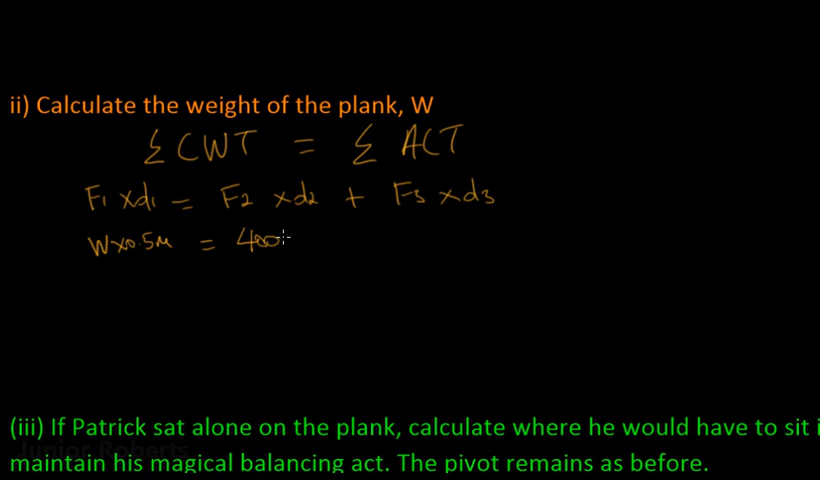 ii) Calculate the weight of the plank, W
Σ CWT = Σ ACT
F1 x d1 = F2 x d2 + F3 x d3
W x 0.5m = 400
(iii) If Patrick sat alone on the plank, calculate where he would have to sit i
maintain his magical balancing act. The pivot remains as before.